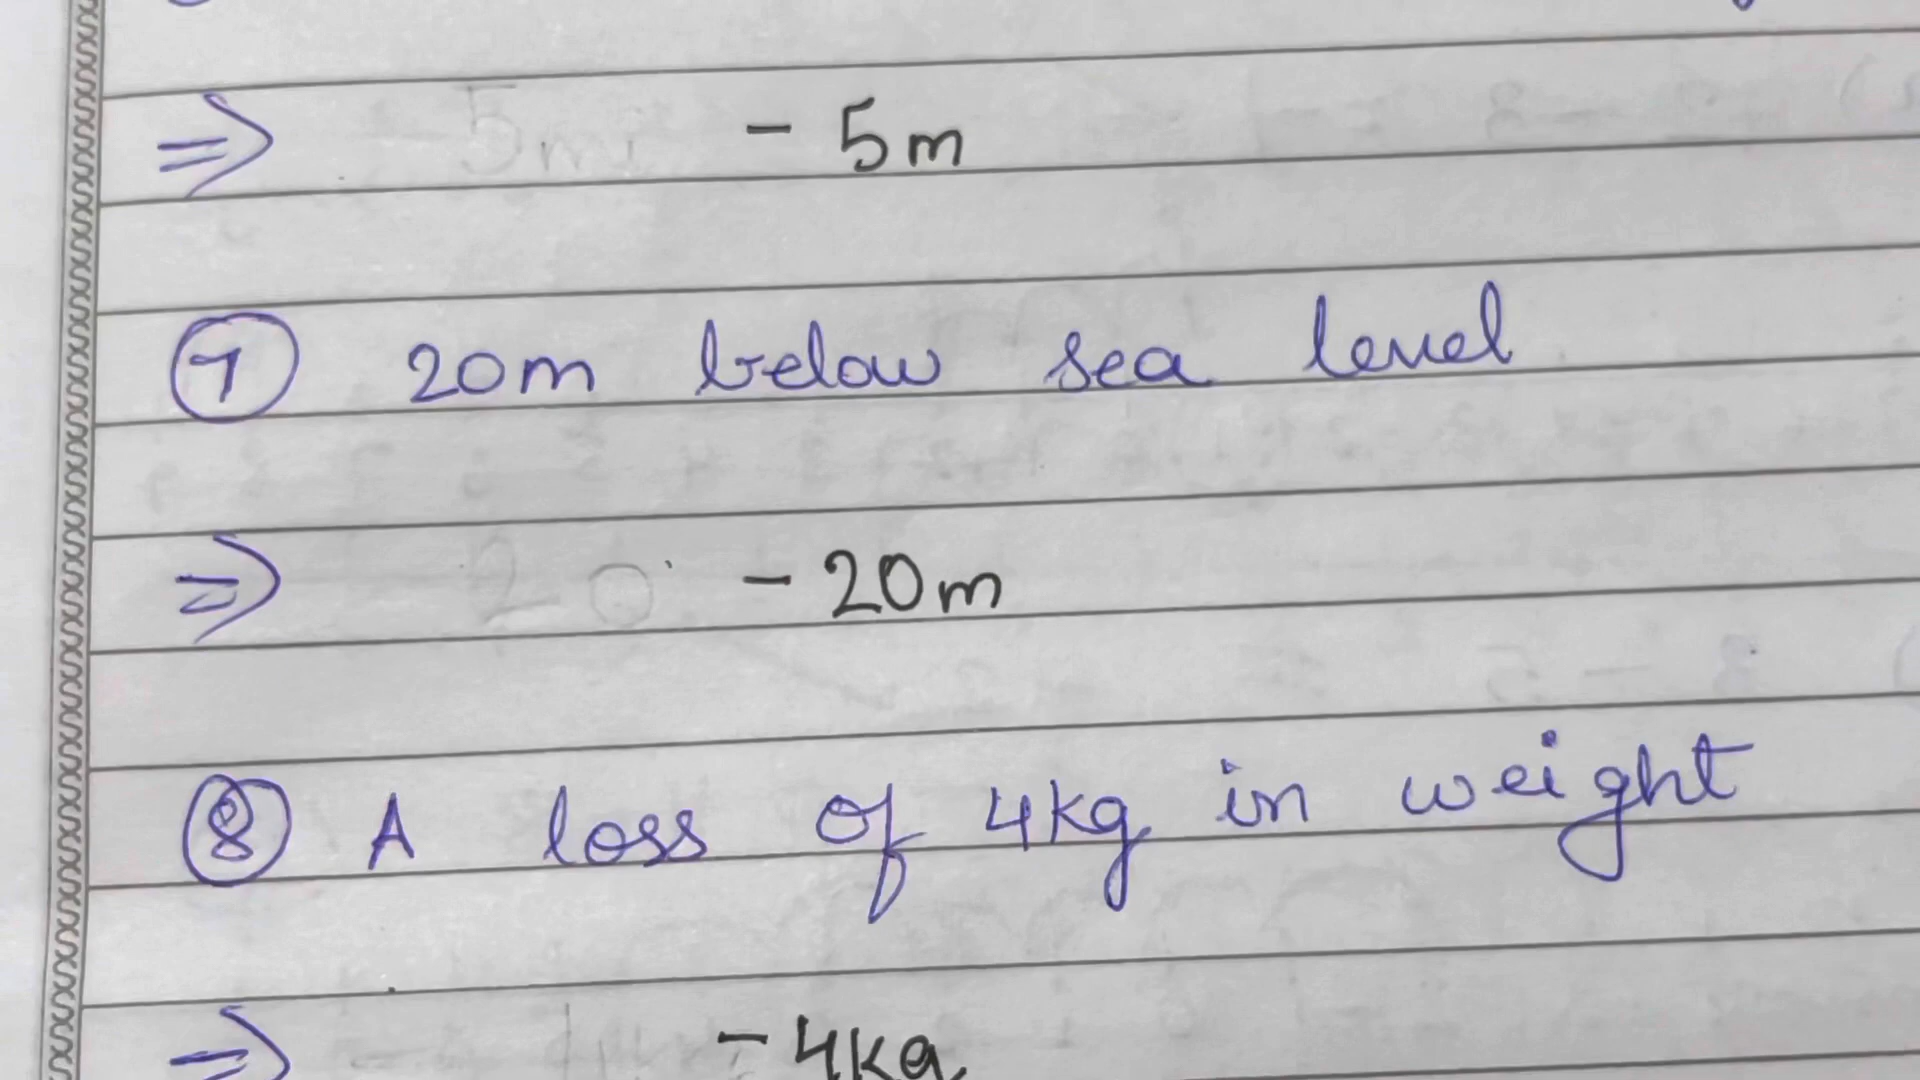 ⇒ - 5m
⑦ 20m below sea level
⇒ - 20m
⑧ A loss of 4kg in weight
⇒ - 4kg